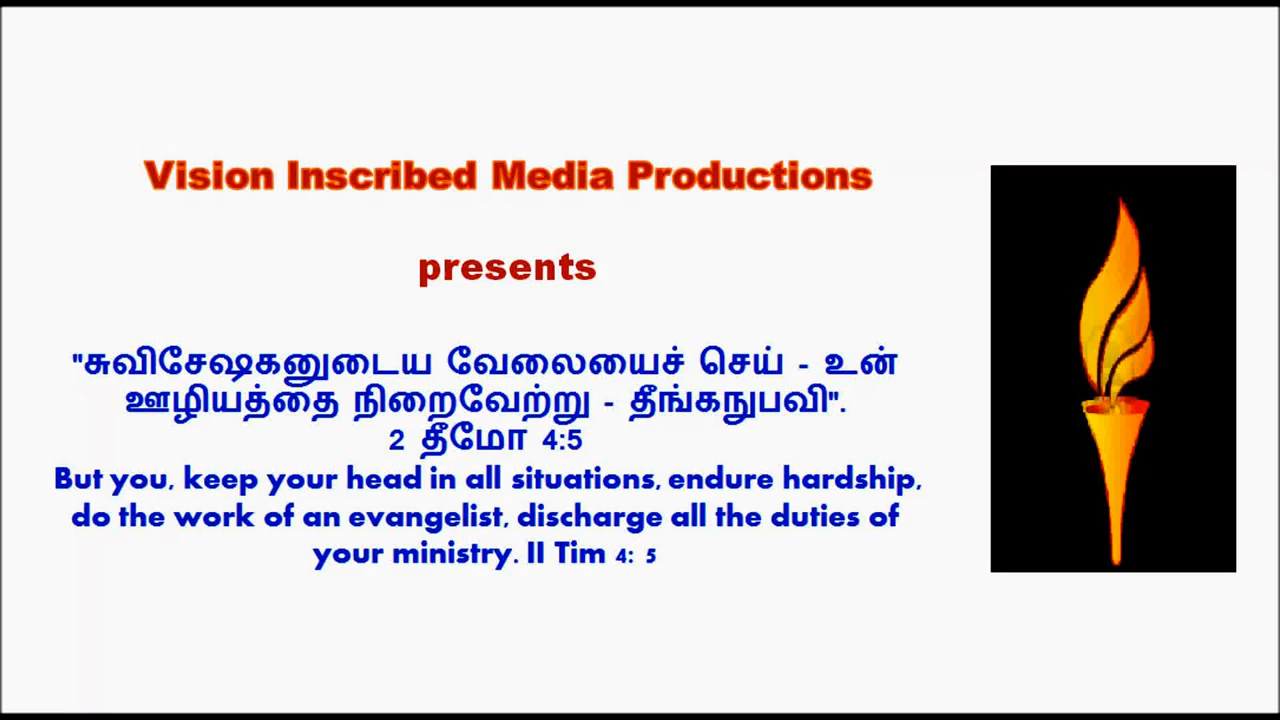 Vision Inscribed Media Productions
presents
"சுவிசேஷகனுடைய வேலையைச் செய் - உன்
ஊழியத்தை நிறைவேற்று - தீங்கநுபவி".
2 தீமோ 4:5
But you, keep your head in all situations, endure hardship,
do the work of an evangelist, discharge all the duties of
your ministry. II Tim 4: 5